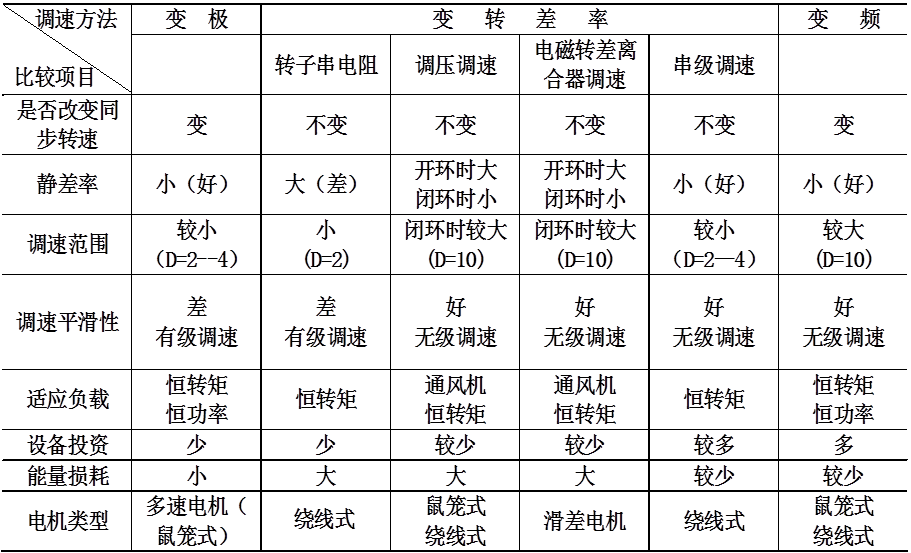 调速方法
比较项目
变 极
变 转 差 率
变 频
转子串电阻
调压调速
电磁转差离
合器调速
串级调速
是否改变同
步转速
变
不变
不变
不变
不变
变
静差率
小（好）
大（差）
开环时大
闭环时小
开环时大
闭环时小
小（好）
小（好）
调速范围
较小
（D=2--4）
小
(D=2)
闭环时较大
(D=10)
闭环时较大
(D=10)
较小
（D=2—4）
较大
(D=10)
调速平滑性
差
有级调速
差
有级调速
好
无级调速
好
无级调速
好
无级调速
好
无级调速
适应负载
恒转矩
恒功率
恒转矩
通风机
恒转矩
通风机
恒转矩
恒转矩
恒转矩
恒功率
设备投资
少
少
较少
较少
较多
多
能量损耗
小
大
大
大
较少
较少
电机类型
多速电机（
鼠笼式）
绕线式
鼠笼式
绕线式
滑差电机
绕线式
鼠笼式
绕线式